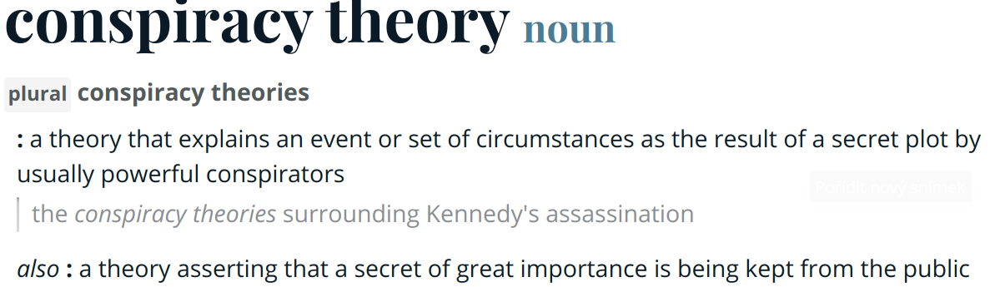 conspiracy theory noun
plural conspiracy theories
: a theory that explains an event or set of circumstances as the result of a secret plot by
usually powerful conspirators
Pořídit nový snímek
the conspiracy theories surrounding Kennedy's assassination
also : a theory asserting that a secret of great importance is being kept from the public